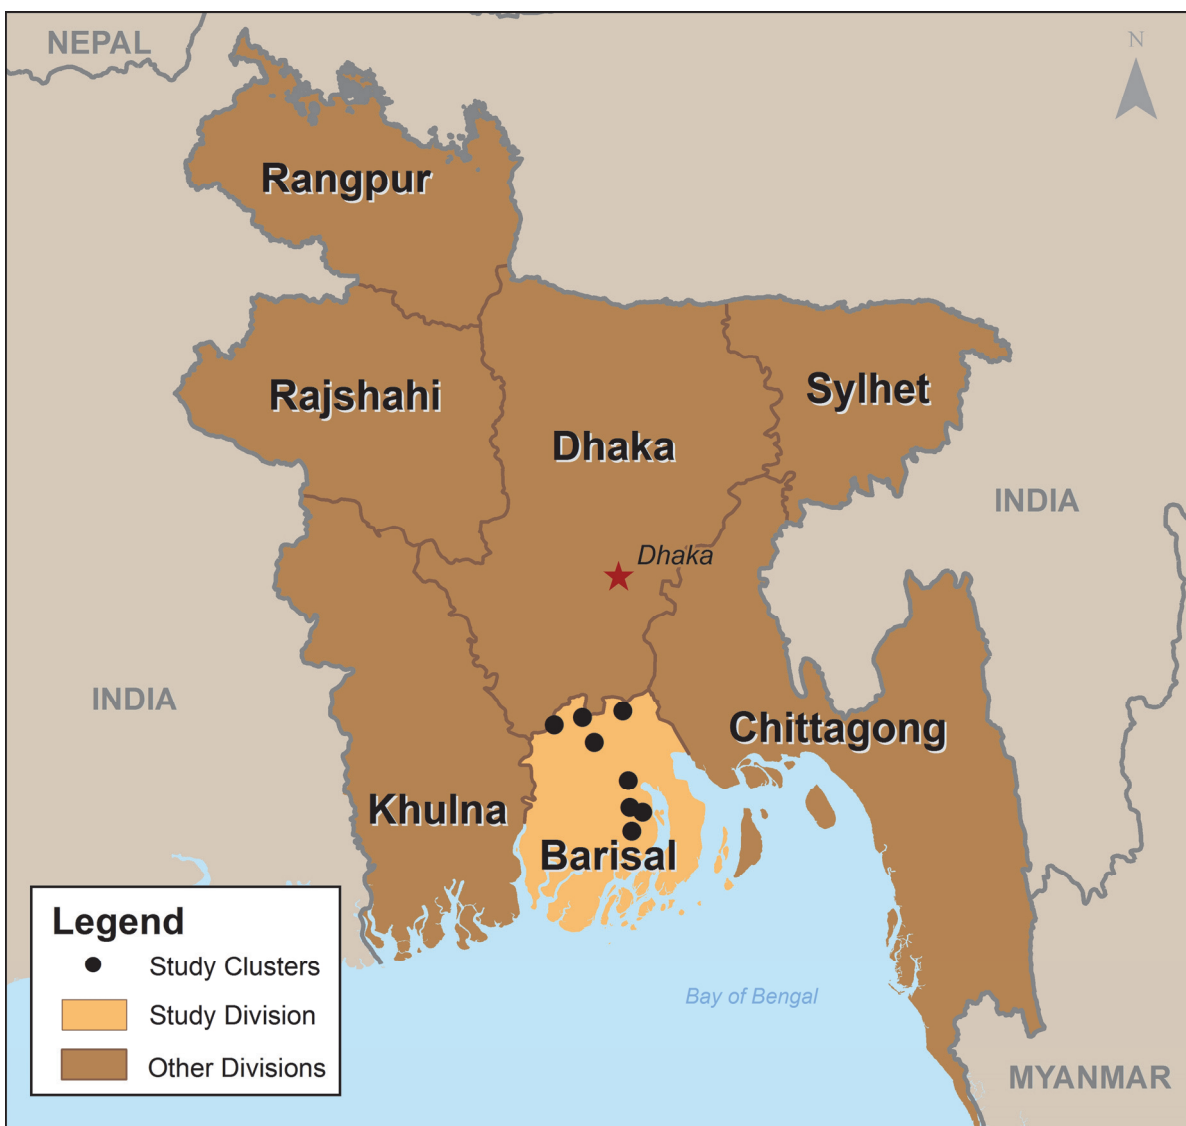 NEPAL
N
Rangpur
Rajshahi
Sylhet
Dhaka
INDIA
Dhaka
INDIA
Chittagong
Khulna
Barisal
Legend
Study Clusters
Study Division
Other Divisions
Bay of Bengal
MYANMAR